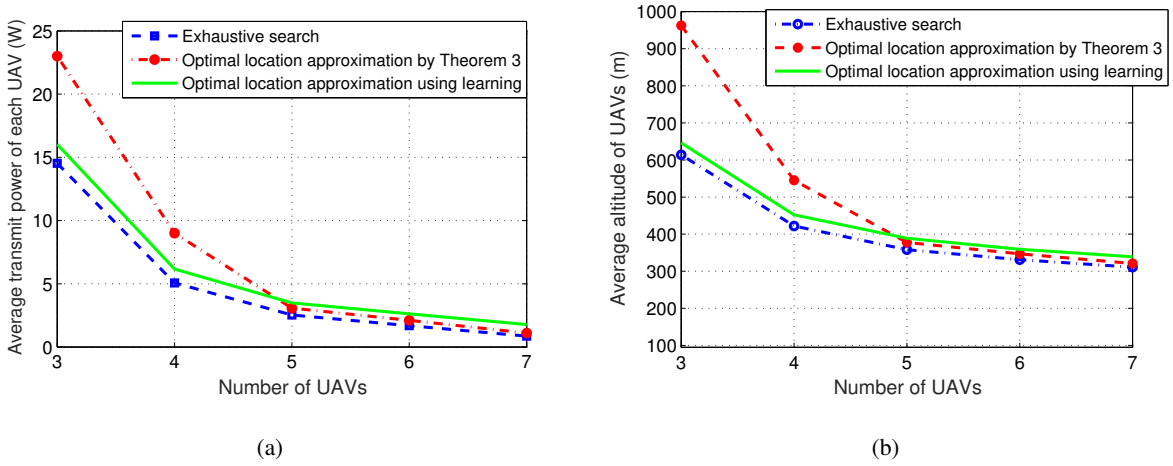 Average transmit power of each UAV (W)
25
20
15
10
5
0
3
4
5
6
7
Number of UAVs
Exhaustive search
Optimal location approximation by Theorem 3
Optimal location approximation using learning
(a)
Average altitude of UAVs (m)
1000
900
800
700
600
500
400
300
200
100
3
4
5
6
7
Number of UAVs
Exhaustive search
Optimal location approximation by Theorem 3
Optimal location approximation using learning
(b)